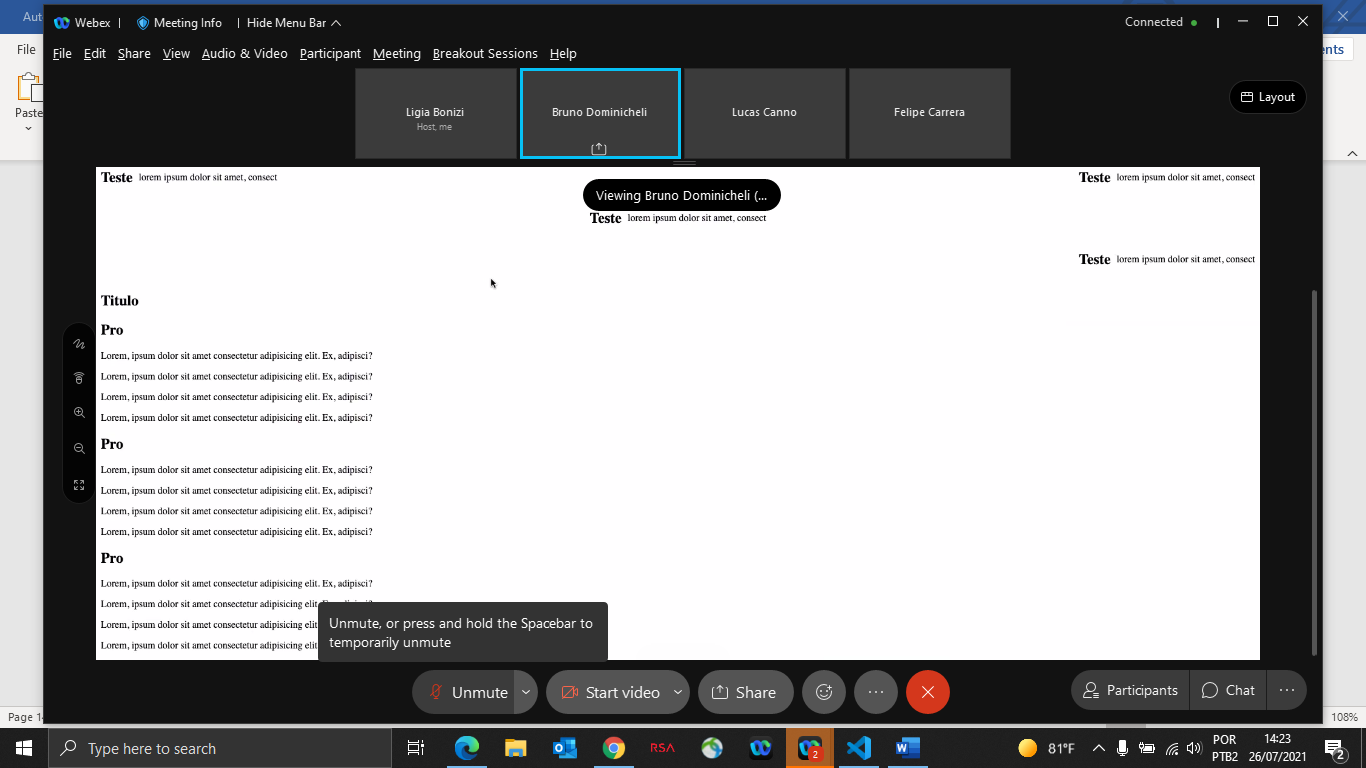 Aut
Webex | Meeting Info | Hide Menu Bar
Connected
File Edit Share View Audio & Video Participant Meeting Breakout Sessions Help
File
ents
Paste
Ligia Bonizi
Host, me
Bruno Dominicheli
Lucas Canno
Felipe Carrera
Layout
Teste lorem ipsum dolor sit amet, consect
Teste lorem ipsum dolor sit amet, consect
Viewing Bruno Dominicheli (...
Teste lorem ipsum dolor sit amet, consect
Teste lorem ipsum dolor sit amet, consect
Titulo
Pro
Lorem, ipsum dolor sit amet consectetur adipisicing elit. Ex, adipisci?
Lorem, ipsum dolor sit amet consectetur adipisicing elit. Ex, adipisci?
Lorem, ipsum dolor sit amet consectetur adipisicing elit. Ex, adipisci?
Lorem, ipsum dolor sit amet consectetur adipisicing elit. Ex, adipisci?
Pro
Lorem, ipsum dolor sit amet consectetur adipisicing elit. Ex, adipisci?
Lorem, ipsum dolor sit amet consectetur adipisicing elit. Ex, adipisci?
Lorem, ipsum dolor sit amet consectetur adipisicing elit. Ex, adipisci?
Lorem, ipsum dolor sit amet consectetur adipisicing elit. Ex, adipisci?
Pro
Lorem, ipsum dolor sit amet consectetur adipisicing elit. Ex, adipisci?
Lorem, ipsum dolor sit amet consectetur adipisicing elit.
Lorem, ipsum dolor sit amet consectetur adipisicing elit.
Lorem, ipsum dolor sit amet consectetur adipisicing elit.
Unmute, or press and hold the Spacebar to
temporarily unmute
Unmute Start video Share
Participants Chat
Page 1
108%
Type here to search
RSA
2
81°F
POR
PTB2
14:23
26/07/2021
2